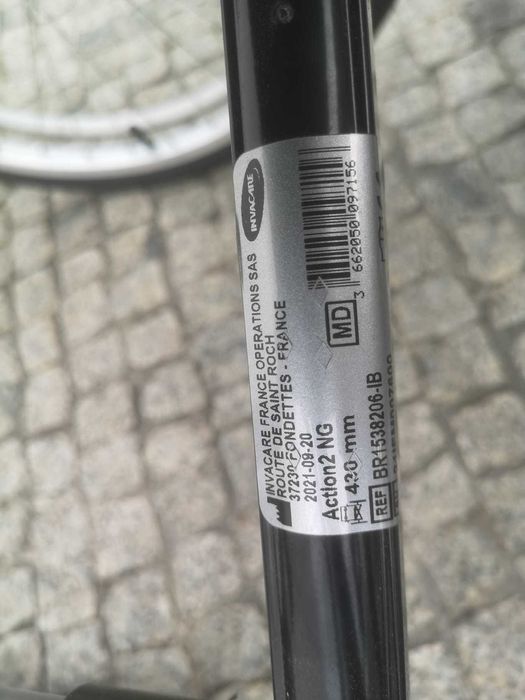 INVACARE
INVACARE FRANCE OPERATIONS SAS
ROUTE DE SAINT ROCH
37230 FONDETTES - FRANCE
2021-09-20
Action2 NG
430 mm
REF BR1538206-IB
MD
3 662050 097156